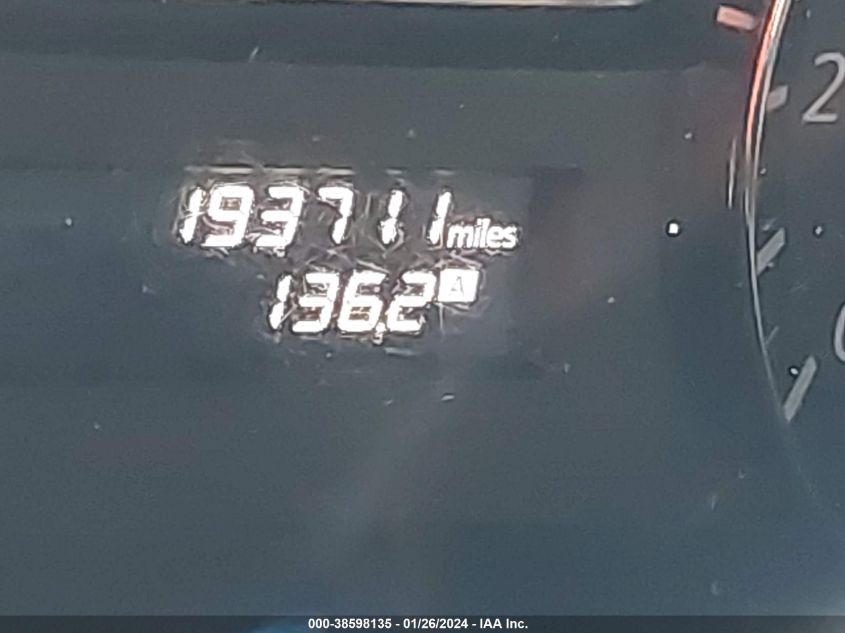 2
193711 miles
136.2 A
000-38598135 - 01/26/2024 - IAA Inc.